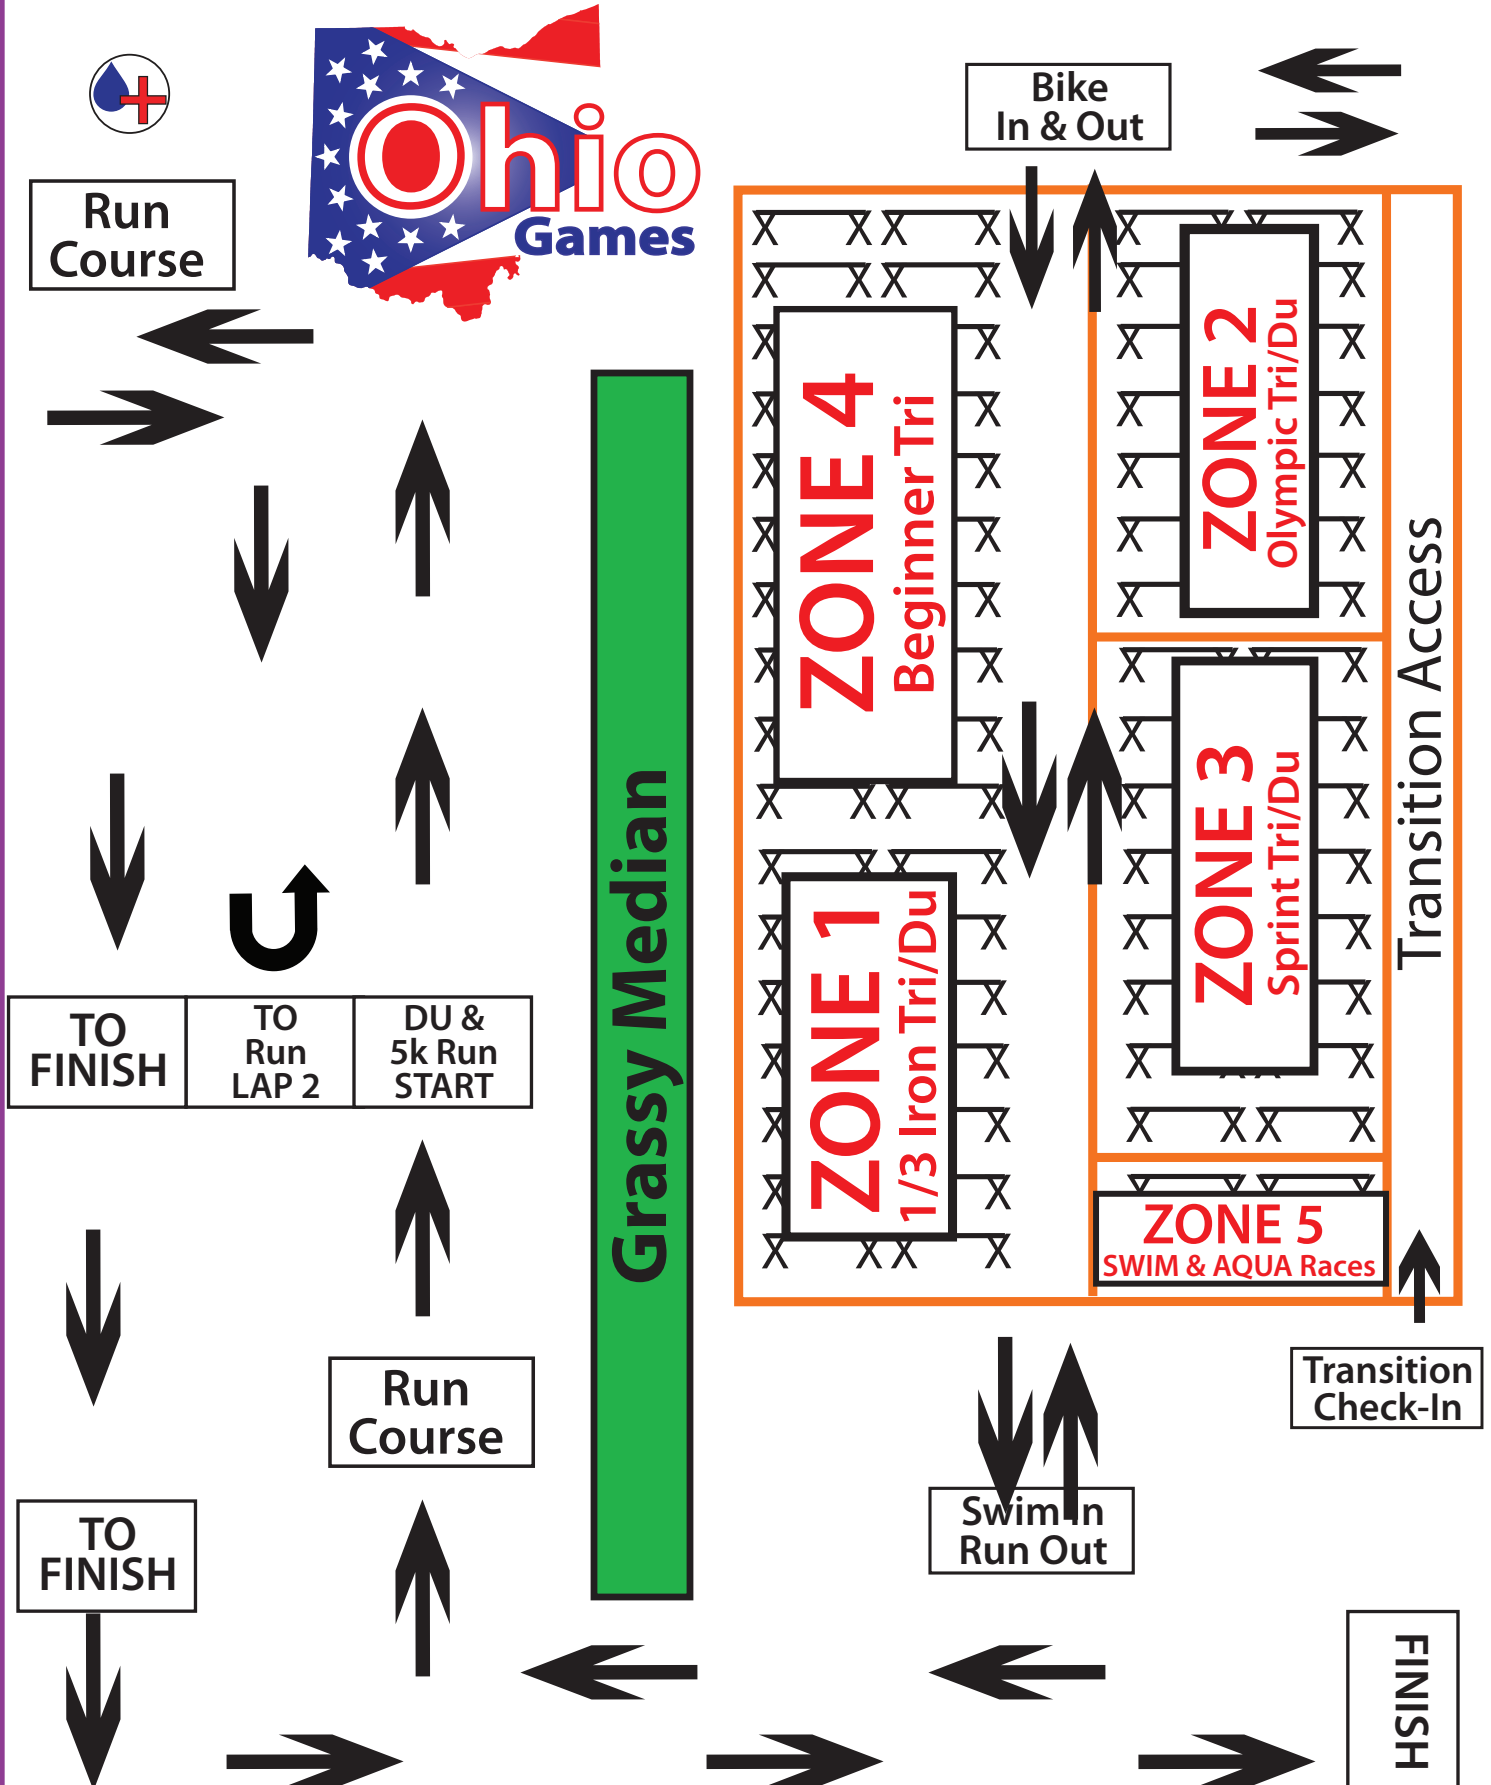 Ohio
Games
Bike
In & Out
Run
Course
ZONE 4
Beginner Tri
ZONE 2
Olympic Tri/Du
Transition Access
ZONE 3
Sprint Tri/Du
Grassy Median
ZONE 1
1/3 Iron Tri/Du
TO
FINISH
TO
Run
LAP 2
DU &
5k Run
START
ZONE 5
SWIM & AQUA Races
Transition
Check-In
Run
Course
Swim In
Run Out
TO
FINISH
FINISH